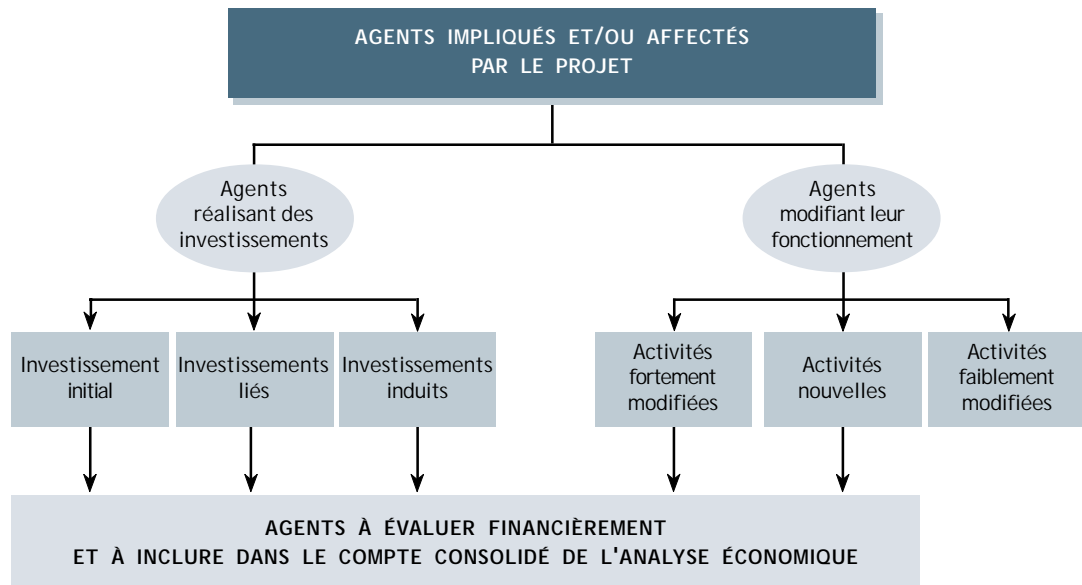 AGENTS IMPLIQUÉS ET/OU AFFECTÉS
PAR LE PROJET
Agents
réalisant des
investissements
Agents
modifiant leur
fonctionnement
Investissement
initial
Investissements
liés
Investissements
induits
Activités
fortement
modifiées
Activités
nouvelles
Activités
faiblement
modifiées
AGENTS À ÉVALUER FINANCIÈREMENT
ET À INCLURE DANS LE COMPTE CONSOLIDÉ DE L'ANALYSE ÉCONOMIQUE